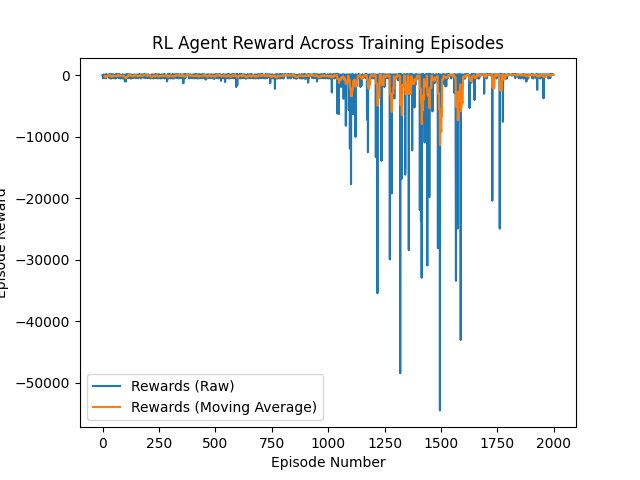 RL Agent Reward Across Training Episodes
0
−10000
−20000
−30000
−40000
−50000
Episode Reward
Rewards (Raw)
Rewards (Moving Average)
0 250 500 750 1000 1250 1500 1750 2000
Episode Number